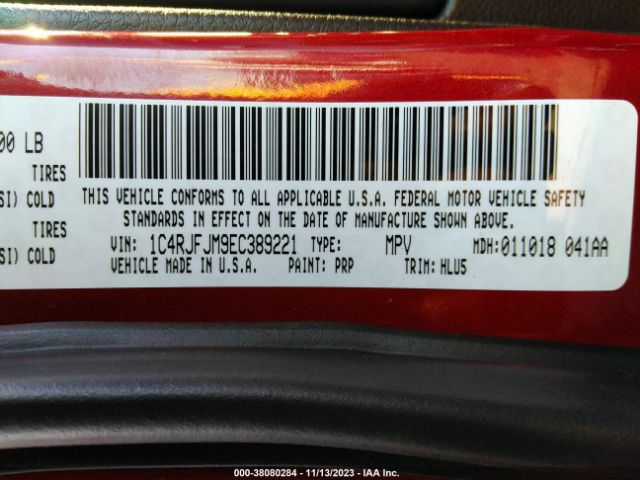 00 LB
TIRES
SI) COLD
TIRES
SI) COLD
THIS VEHICLE CONFORMS TO ALL APPLICABLE U.S.A. FEDERAL MOTOR VEHICLE SAFETY
STANDARDS IN EFFECT ON THE DATE OF MANUFACTURE SHOWN ABOVE.
VIN: 1C4RJFJM9EC389221 TYPE: MPV MDH:011018 041AA
VEHICLE MADE IN U.S.A. PAINT: PRP TRIM: HLU5
000-38080284 - 11/13/2023 - IAA Inc.